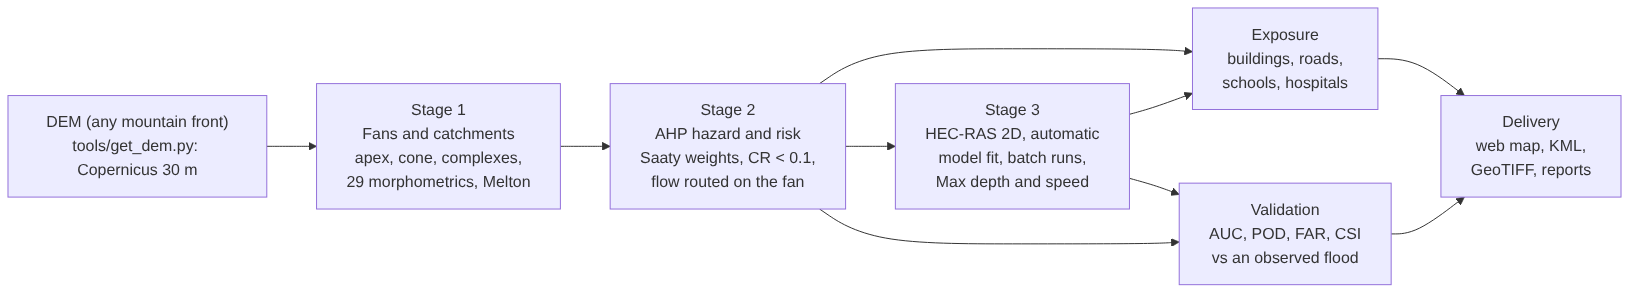 DEM (any mountain front)
tools/get_dem.py:
Copernicus 30 m
Stage 1
Fans and catchments
apex, cone, complexes,
29 morphometrics, Melton
Stage 2
AHP hazard and risk
Saaty weights, CR < 0.1,
flow routed on the fan
Stage 3
HEC-RAS 2D, automatic
model fit, batch runs,
Max depth and speed
Exposure
buildings, roads,
schools, hospitals
Validation
AUC, POD, FAR, CSI
vs an observed flood
Delivery
web map, KML,
GeoTIFF, reports